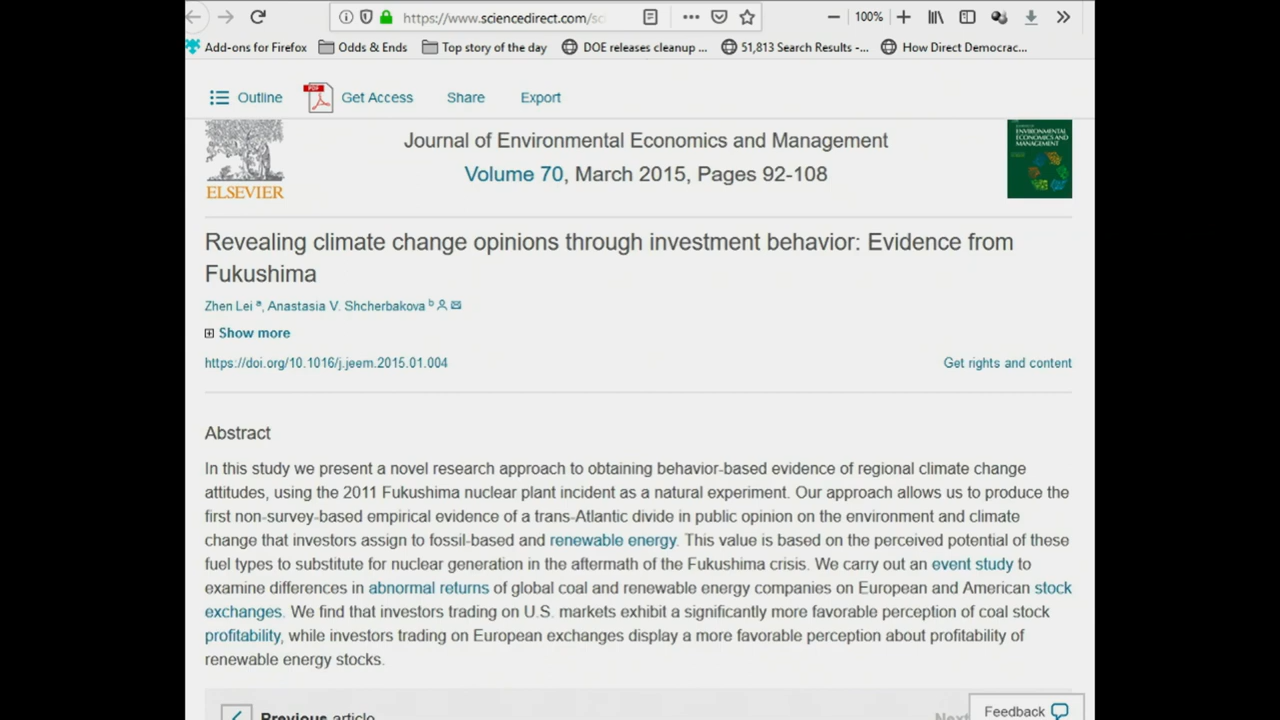 https://www.sciencedirect.com/sc
100%
Add-ons for Firefox Odds & Ends Top story of the day DOE releases cleanup ... 51,813 Search Results -... How Direct Democrac...
Outline PDF Get Access Share Export
Journal of Environmental Economics and Management
Volume 70, March 2015, Pages 92-108
ELSEVIER
ENVIRONMENTAL
ECONOMICS AND
MANAGEMENT
Revealing climate change opinions through investment behavior: Evidence from
Fukushima
Zhen Lei a, Anastasia V. Shcherbakova b
Show more
https://doi.org/10.1016/j.jeem.2015.01.004 Get rights and content
Abstract
In this study we present a novel research approach to obtaining behavior-based evidence of regional climate change
attitudes, using the 2011 Fukushima nuclear plant incident as a natural experiment. Our approach allows us to produce the
first non-survey-based empirical evidence of a trans-Atlantic divide in public opinion on the environment and climate
change that investors assign to fossil-based and renewable energy. This value is based on the perceived potential of these
fuel types to substitute for nuclear generation in the aftermath of the Fukushima crisis. We carry out an event study to
examine differences in abnormal returns of global coal and renewable energy companies on European and American stock
exchanges. We find that investors trading on U.S. markets exhibit a significantly more favorable perception of coal stock
profitability, while investors trading on European exchanges display a more favorable perception about profitability of
renewable energy stocks.
Previous article Next
Feedback